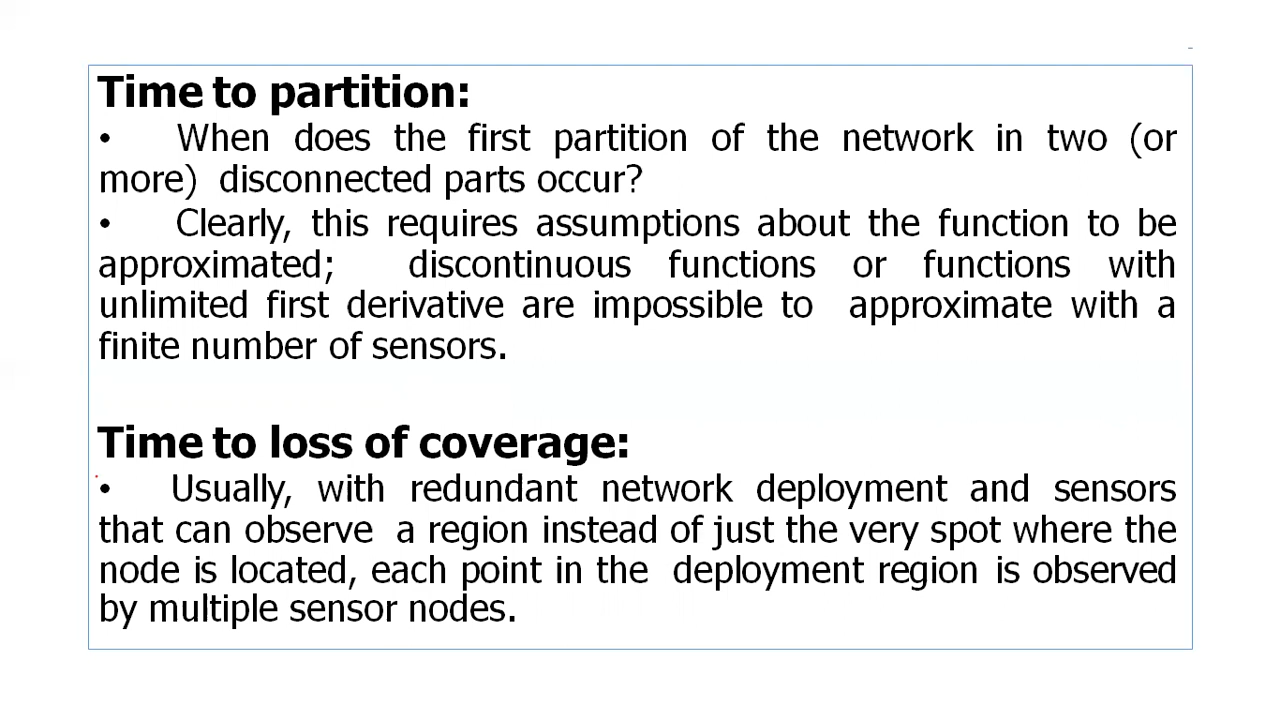 Time to partition:
• When does the first partition of the network in two (or
more) disconnected parts occur?
• Clearly, this requires assumptions about the function to be
approximated; discontinuous functions or functions with
unlimited first derivative are impossible to approximate with a
finite number of sensors.
Time to loss of coverage:
• Usually, with redundant network deployment and sensors
that can observe a region instead of just the very spot where the
node is located, each point in the deployment region is observed
by multiple sensor nodes.